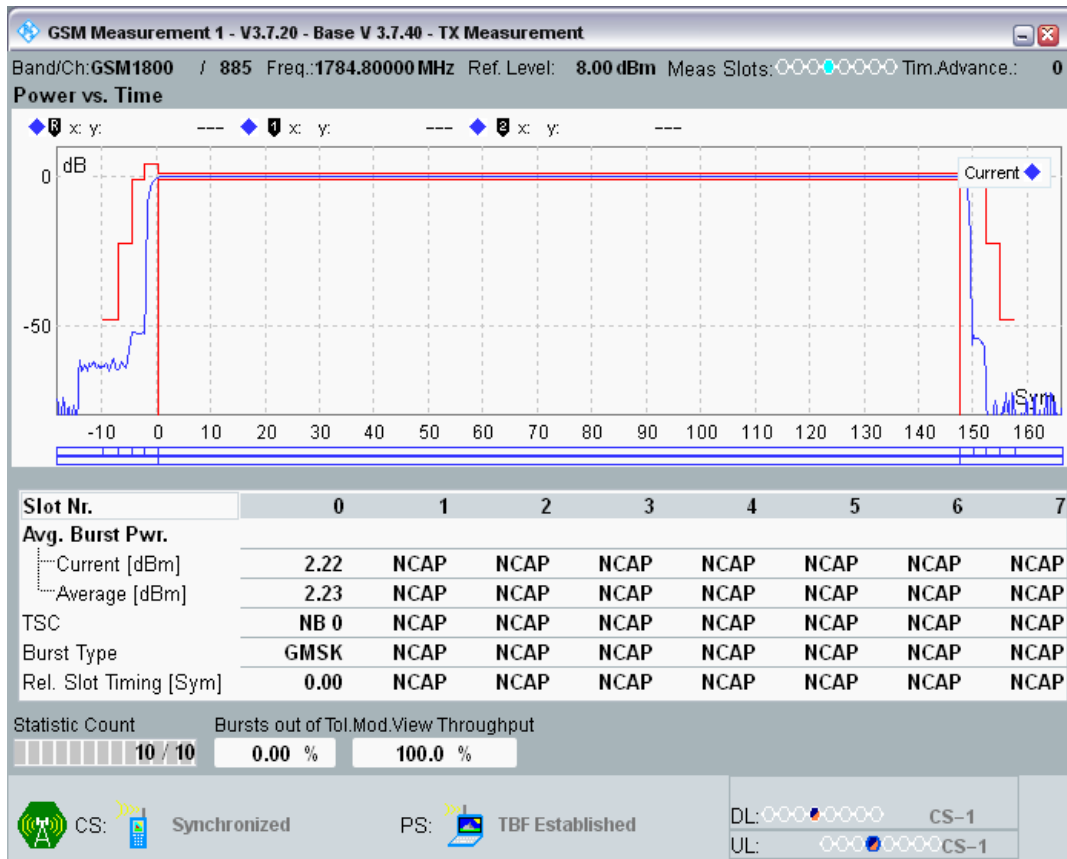 GSM Measurement 1 - V3.7.20 - Base V 3.7.40 - TX Measurement
Band/Ch:GSM1800 / 885 Freq.:1784.80000 MHz Ref. Level: 8.00 dBm Meas Slots: Tim.Advance.: 0
Power vs. Time
R x: y: --- 1 x: y: --- 2 x: y: ---
dB
0
Current
-50
Sym
-10 0 10 20 30 40 50 60 70 80 90 100 110 120 130 140 150 160
Slot Nr. 0 1 2 3 4 5 6 7
Avg. Burst Pwr.
Current [dBm] 2.22 NCAP NCAP NCAP NCAP NCAP NCAP NCAP
Average [dBm] 2.23 NCAP NCAP NCAP NCAP NCAP NCAP NCAP
TSC NB 0 NCAP NCAP NCAP NCAP NCAP NCAP NCAP
Burst Type GMSK NCAP NCAP NCAP NCAP NCAP NCAP NCAP
Rel. Slot Timing [Sym] 0.00 NCAP NCAP NCAP NCAP NCAP NCAP NCAP
Statistic Count Bursts out of Tol.Mod.View Throughput
10 / 10 0.00 % 100.0 %
CS: Synchronized PS: TBF Established
DL: CS-1
UL: CS-1